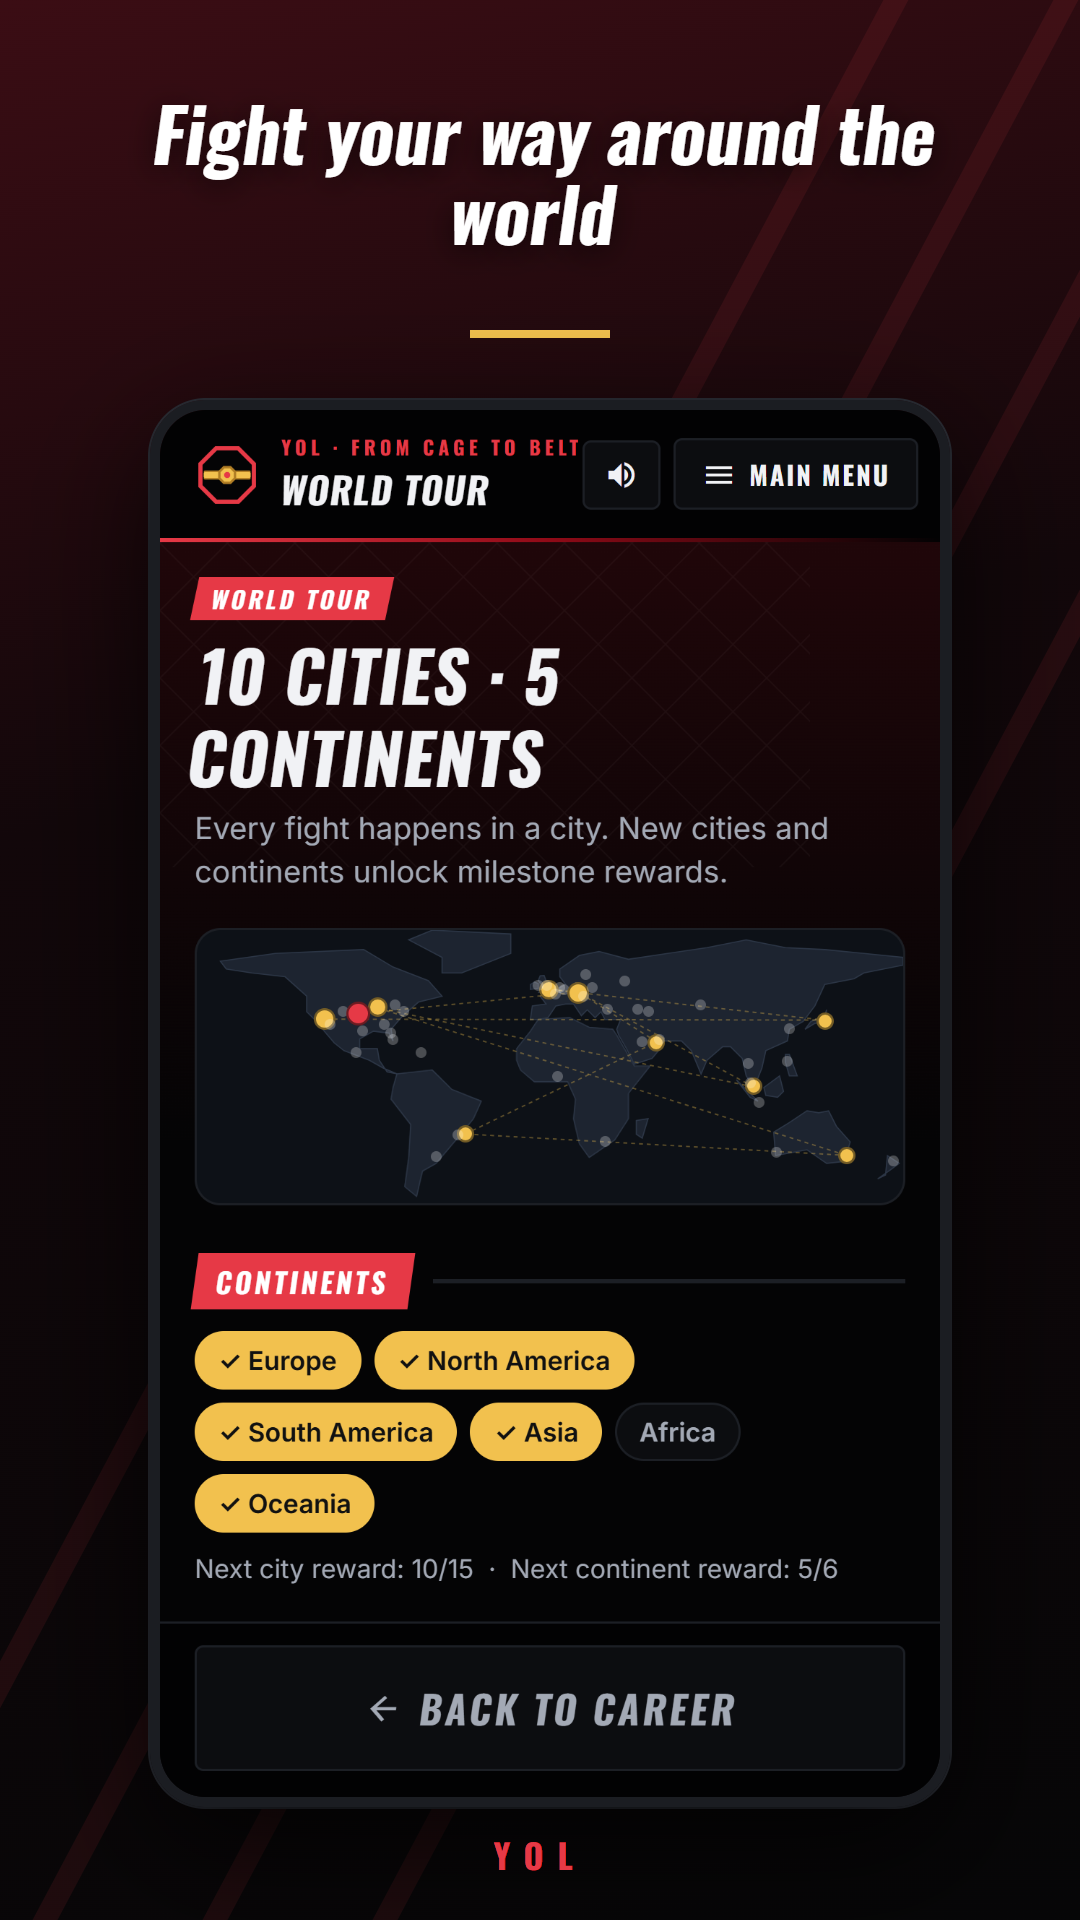 Fight your way around the
world
YOL · FROM CAGE TO BELT
WORLD TOUR
MAIN MENU
WORLD TOUR
10 CITIES · 5
CONTINENTS
Every fight happens in a city. New cities and
continents unlock milestone rewards.
CONTINENTS
✓ Europe
✓ North America
✓ South America
✓ Asia
Africa
✓ Oceania
Next city reward: 10/15 · Next continent reward: 5/6
← BACK TO CAREER
YOL